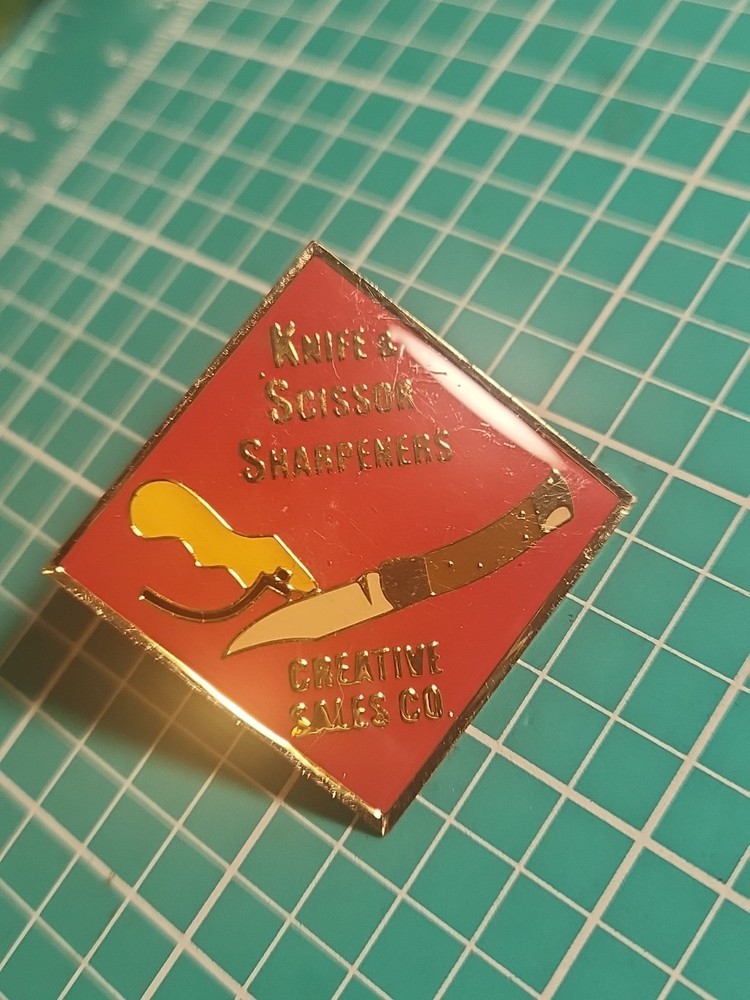 KNIFE &
SCISSOR
SHARPENERS
CREATIVE
SALES CO.